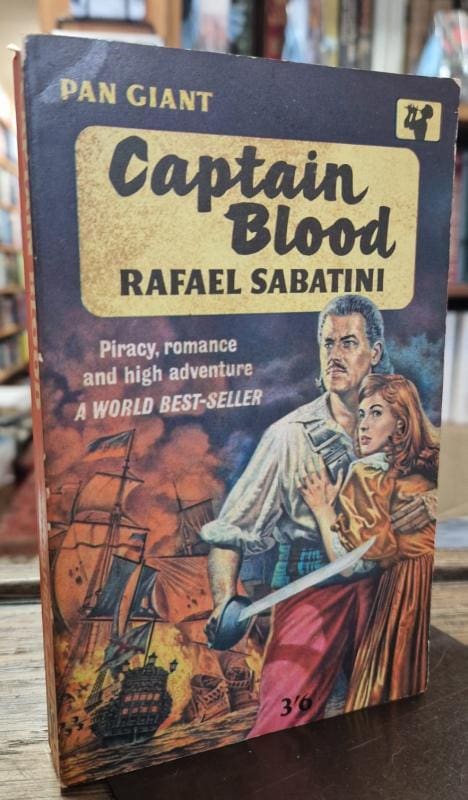 PAN GIANT
Captain
Blood
RAFAEL SABATINI
Piracy, romance
and high adventure
A WORLD BEST-SELLER
3'6